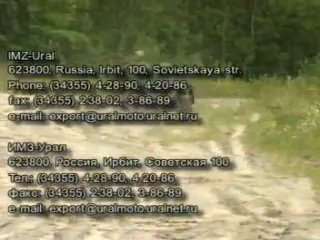 IMZ-Ural
623800, Russia, Irbit, 100, Sovietskaya str.
Phone: (34355) 4-28-90, 4-20-86
fax: (34355) 2-38-02, 3-86-89
e-mail: export@uralmoto.uralnet.ru
ИМЗ-Урал
623800, Россия, Ирбит, Советская 100
Тел: (34355) 4-28-90, 4-20-86
факс: (34355) 2-38-02, 3-86-89
e-mail: export@uralmoto.uralnet.ru